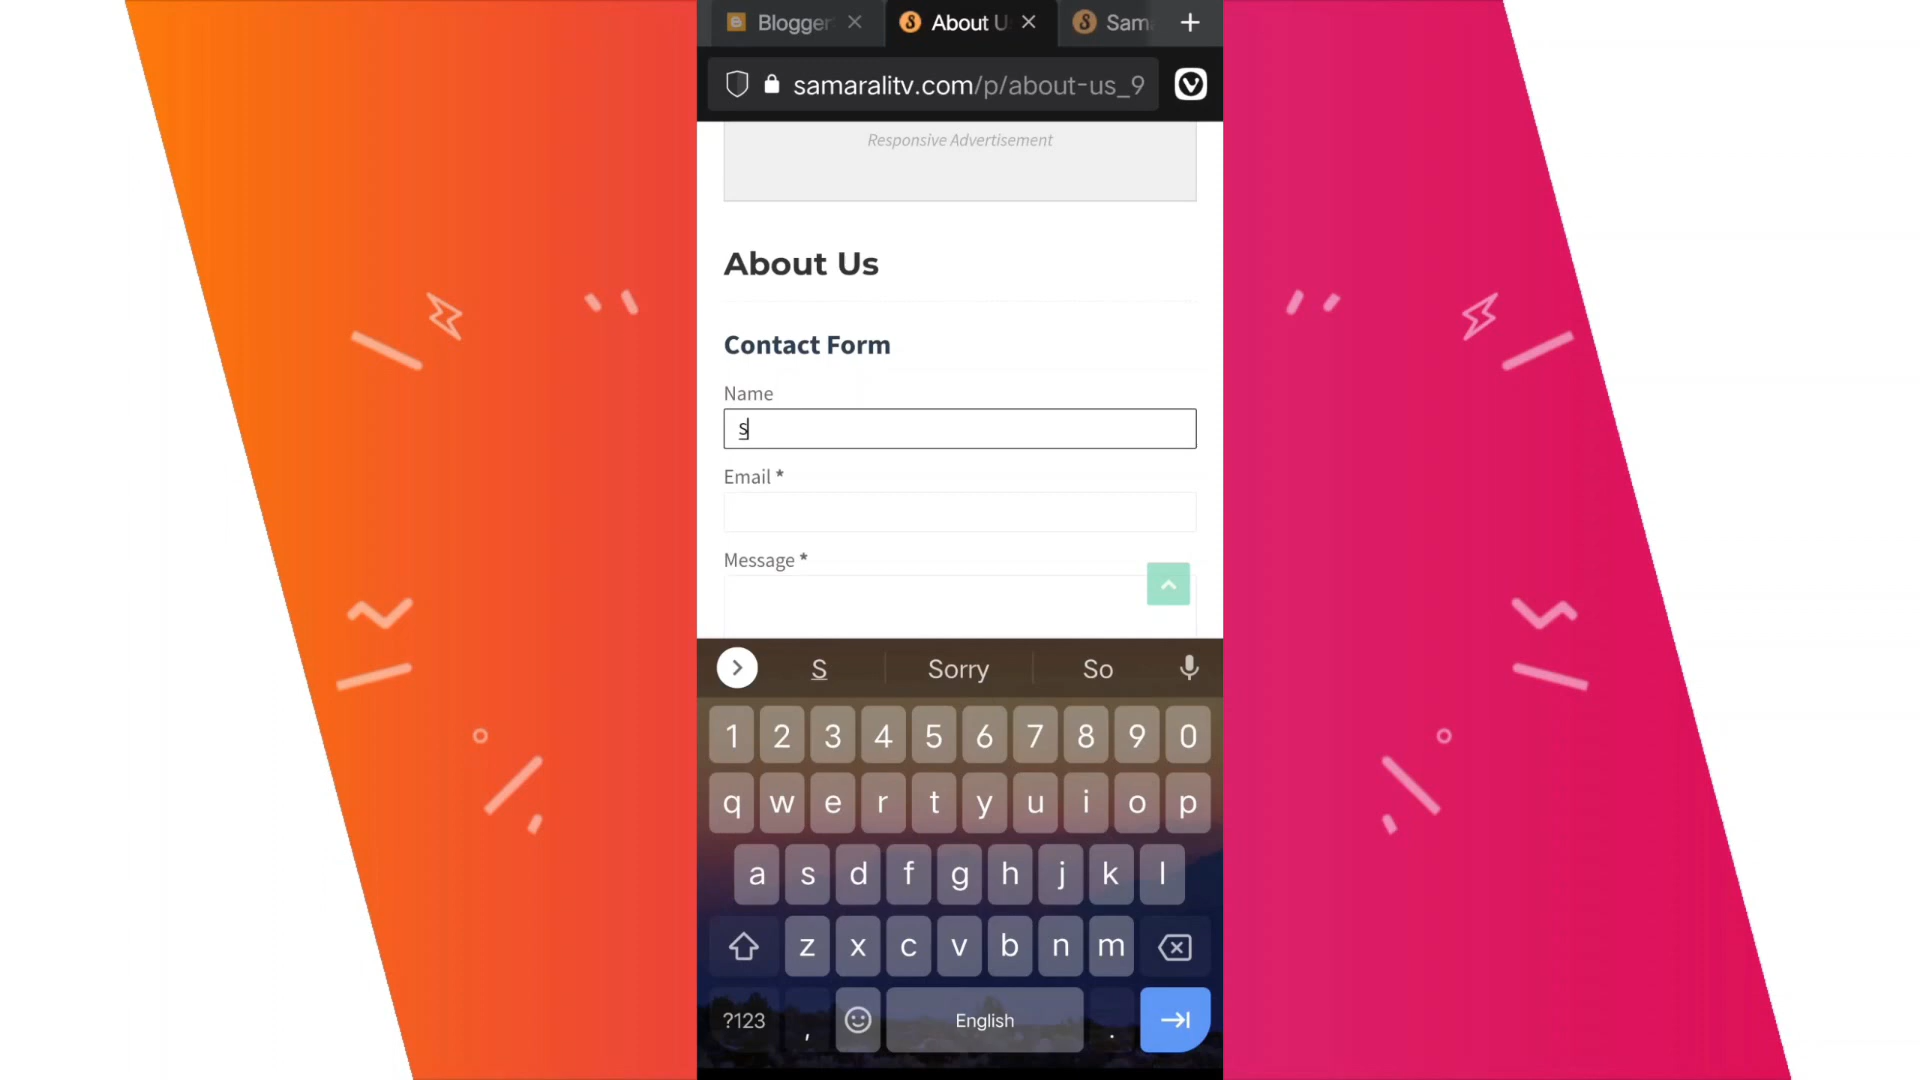 Blogger
About U
Sam
samaralitv.com/p/about-us_9
Responsive Advertisement
About Us
Contact Form
Name
s
Email *
Message *
S Sorry So
1 2 3 4 5 6 7 8 9 0
q w e r t y u i o p
a s d f g h j k l
z x c v b n m
?123 , English .